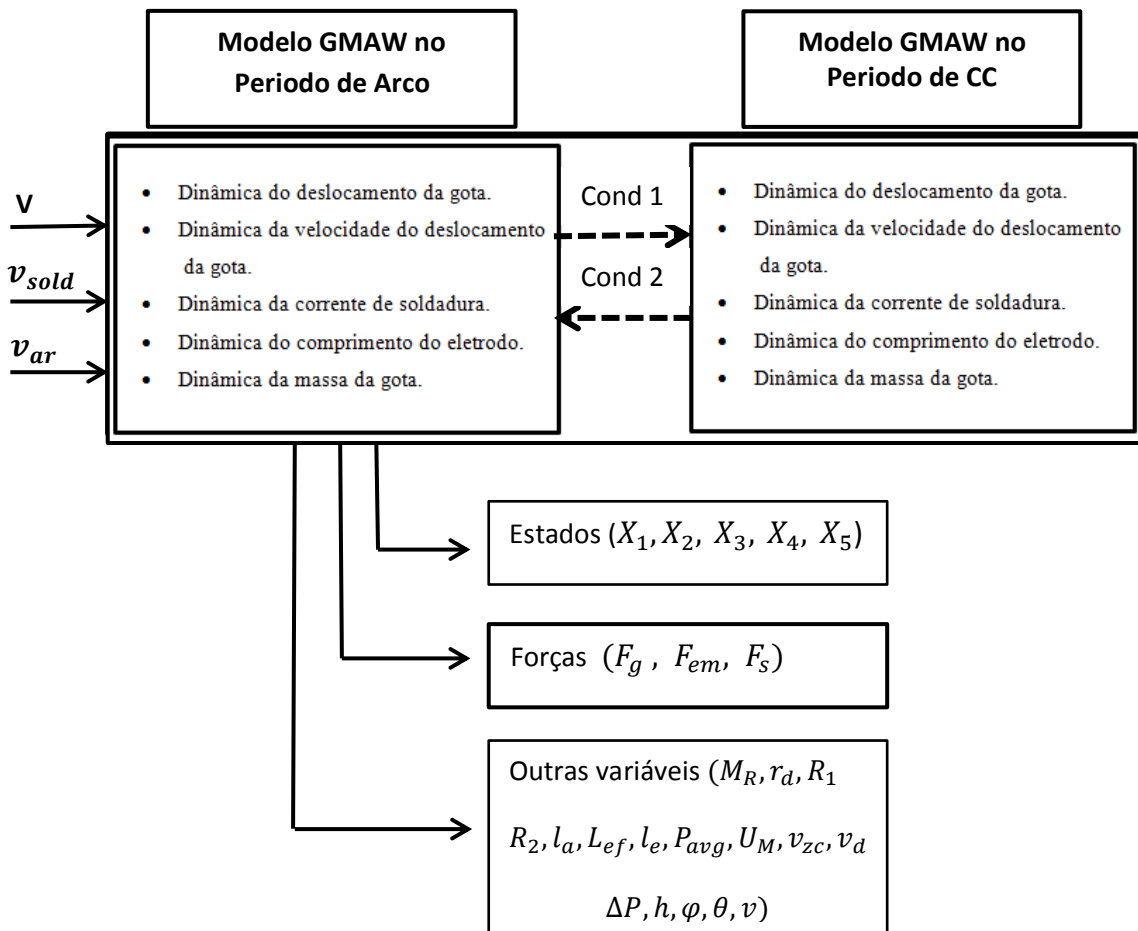 Modelo GMAW no
Periodo de Arco
Modelo GMAW no
Periodo de CC
V
v_sold
v_ar
• Dinâmica do deslocamento da gota.
• Dinâmica da velocidade do deslocamento
da gota.
• Dinâmica da corrente de soldadura.
• Dinâmica do comprimento do eletrodo.
• Dinâmica da massa da gota.
Cond 1
Cond 2
• Dinâmica do deslocamento da gota.
• Dinâmica da velocidade do deslocamento
da gota.
• Dinâmica da corrente de soldadura.
• Dinâmica do comprimento do eletrodo.
• Dinâmica da massa da gota.
Estados (X_1, X_2, X_3, X_4, X_5)
Forças (F_g , F_em, F_s)
Outras variáveis (M_R, r_d, R_1
R_2, l_a, L_ef, l_e, P_avg, U_M, v_zc, v_d
ΔP, h, φ, θ, v)